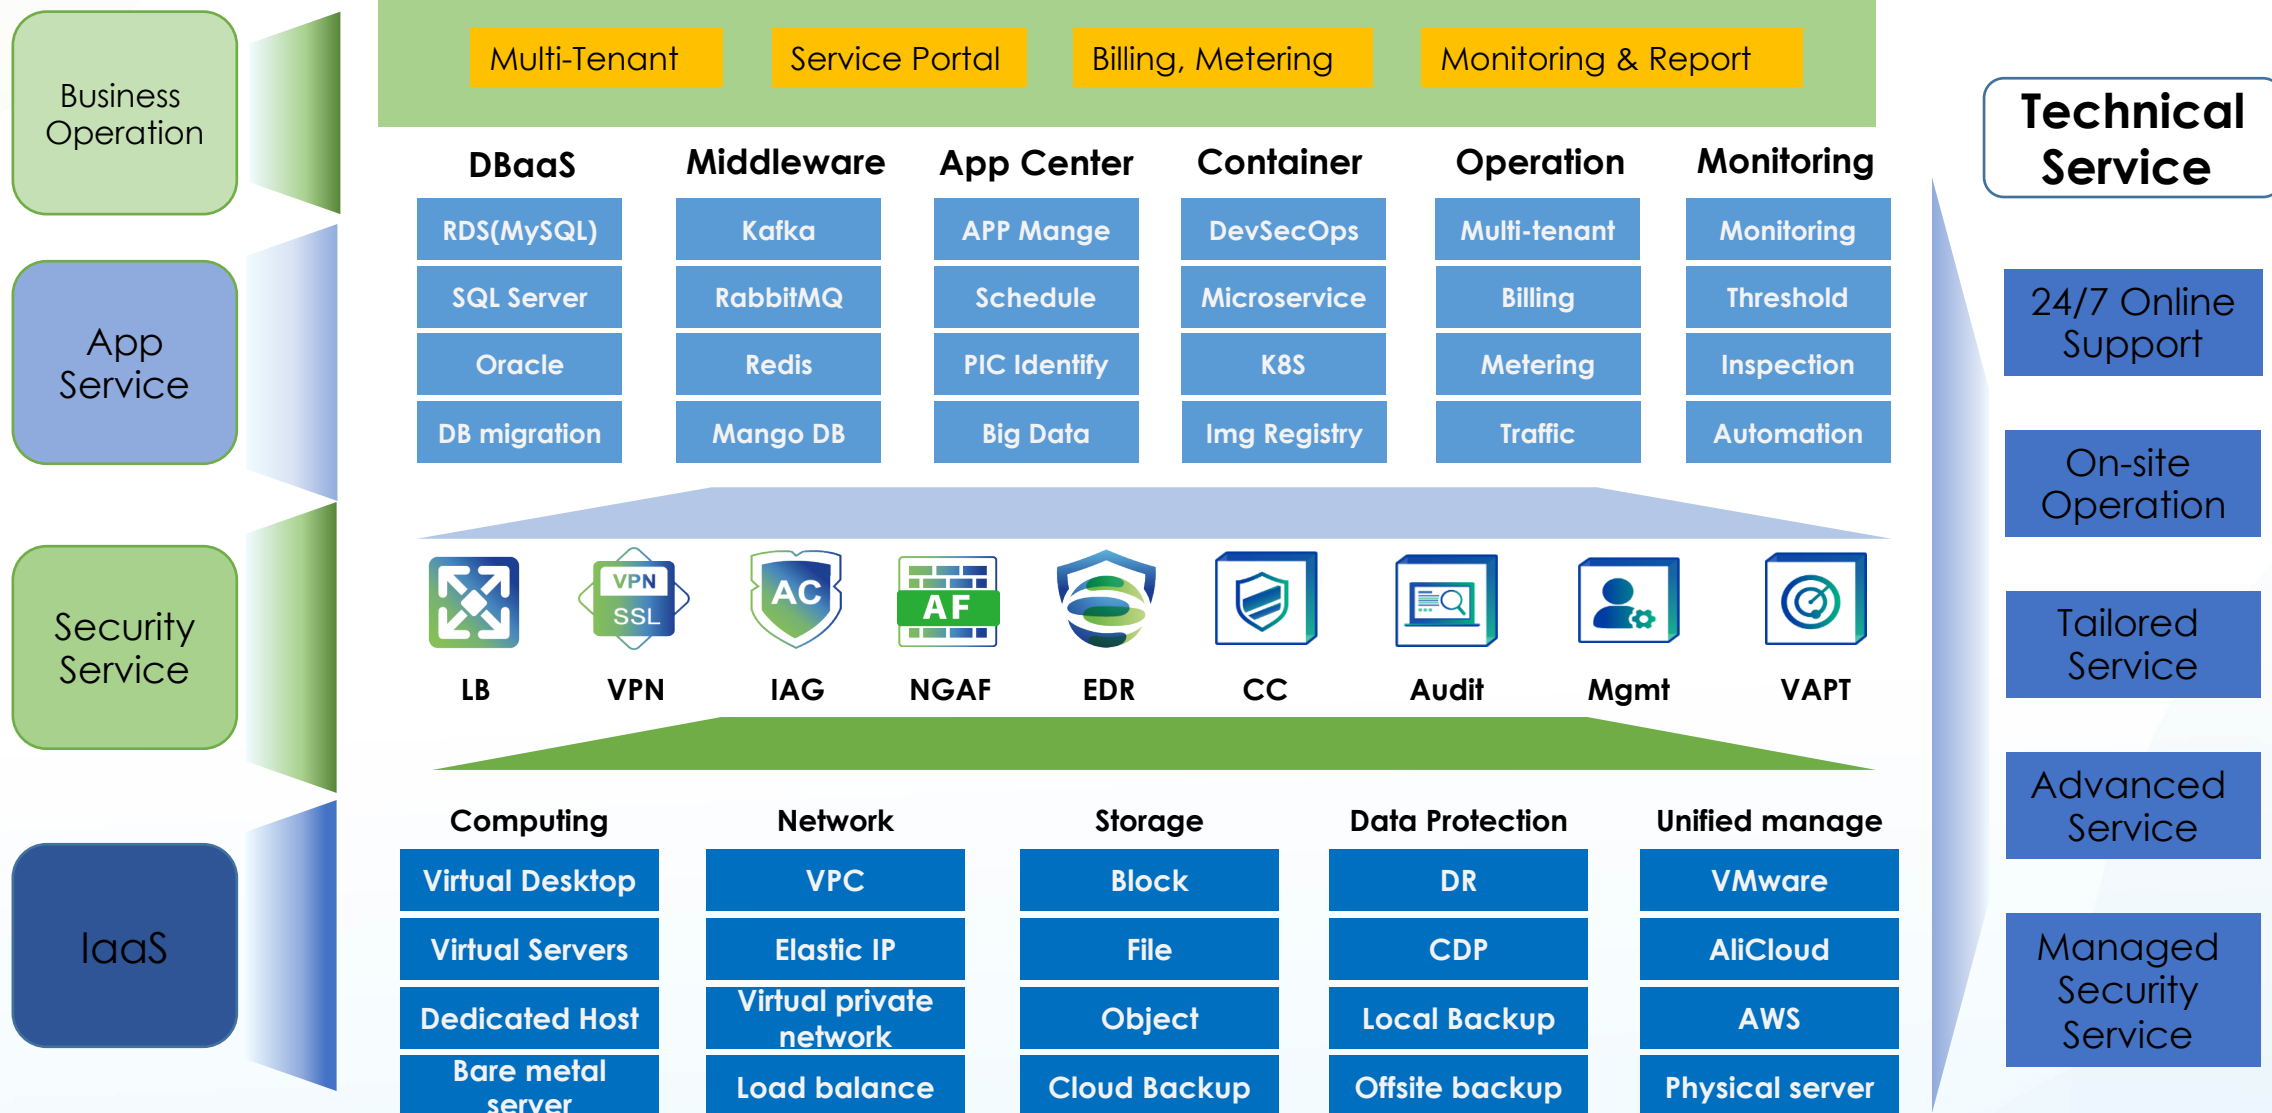 Business
Operation
Multi-Tenant
Service Portal
Billing, Metering
Monitoring & Report
Technical
Service
App
Service
DBaaS
RDS(MySQL)
SQL Server
Oracle
DB migration
Middleware
Kafka
RabbitMQ
Redis
Mango DB
App Center
APP Mange
Schedule
PIC Identify
Big Data
Container
DevSecOps
Microservice
K8S
Img Registry
Operation
Multi-tenant
Billing
Metering
Traffic
Monitoring
Monitoring
Threshold
Inspection
Automation
Security
Service
VPN
SSL
AC
AF
LB
VPN
IAG
NGAF
EDR
CC
Audit
Mgmt
VAPT
IaaS
Computing
Virtual Desktop
Virtual Servers
Dedicated Host
Bare metal
server
Network
VPC
Elastic IP
Virtual private
network
Load balance
Storage
Block
File
Object
Cloud Backup
Data Protection
DR
CDP
Local Backup
Offsite backup
Unified manage
VMware
AliCloud
AWS
Physical server
24/7 Online
Support
On-site
Operation
Tailored
Service
Advanced
Service
Managed
Security
Service